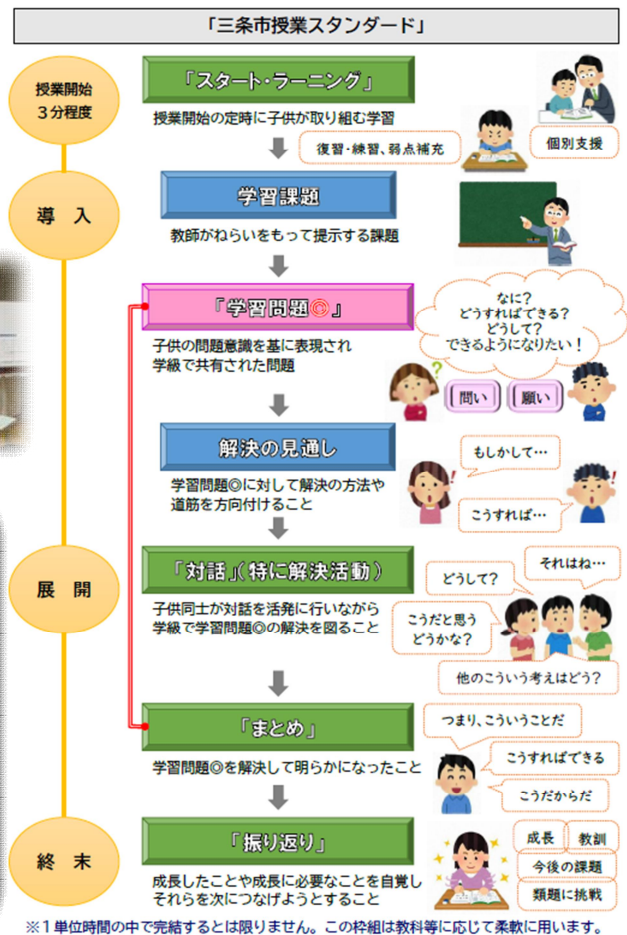 「三条市授業スタンダード」
授業開始
3分程度
『スタート・ラーニング』
授業開始の定時に子供が取り組む学習
復習・練習、弱点補充
個別支援
導 入
学習課題
教師がねらいをもって提示する課題
『学習問題◎』
子供の問題意識を基に表現され
学級で共有された問題
なに?
どうすればできる?
どうして?
できるようになりたい!
?
問い
願い
解決の見通し
学習問題◎に対して解決の方法や
道筋を方向付けること
もしかして…
!
こうすれば…
!
展 開
『対話』(特に解決活動)
子供同士が対話を活発に行いながら
学級で学習問題◎の解決を図ること
どうして?
それはね…
こうだと思う
どうかな?
他のこういう考えはどう?
『まとめ』
学習問題◎を解決して明らかになったこと
つまり、こういうことだ
こうすればできる
こうだからだ
終 末
『振り返り』
成長したことや成長に必要なことを自覚し
それらを次につなげようとすること
成長
教訓
今後の課題
類題に挑戦
※1単位時間の中で完結するとは限りません。この枠組は教科等に応じて柔軟に用います。